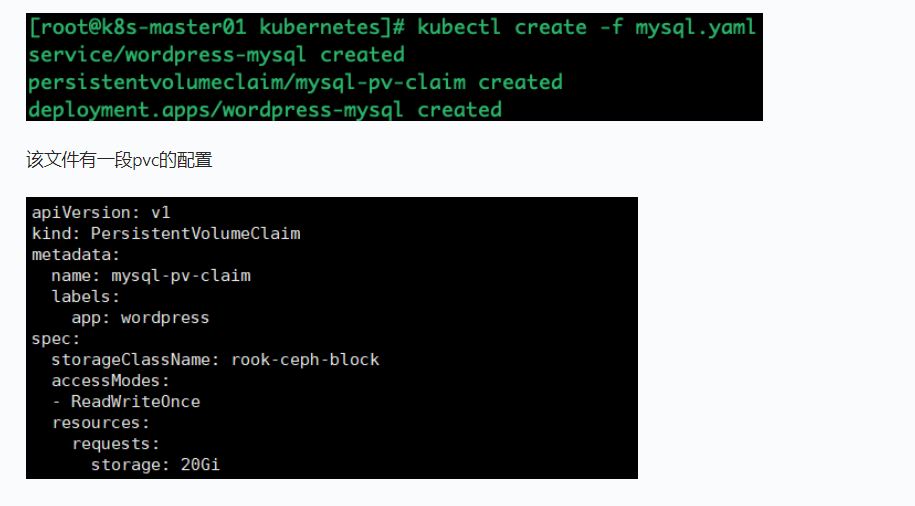 [root@k8s-master01 kubernetes]# kubectl create -f mysql.yaml
service/wordpress-mysql created
persistentvolumeclaim/mysql-pv-claim created
deployment.apps/wordpress-mysql created
该文件有一段pvc的配置
apiVersion: v1
kind: PersistentVolumeClaim
metadata:
  name: mysql-pv-claim
  labels:
    app: wordpress
spec:
  storageClassName: rook-ceph-block
  accessModes:
  - ReadWriteOnce
  resources:
    requests:
      storage: 20Gi